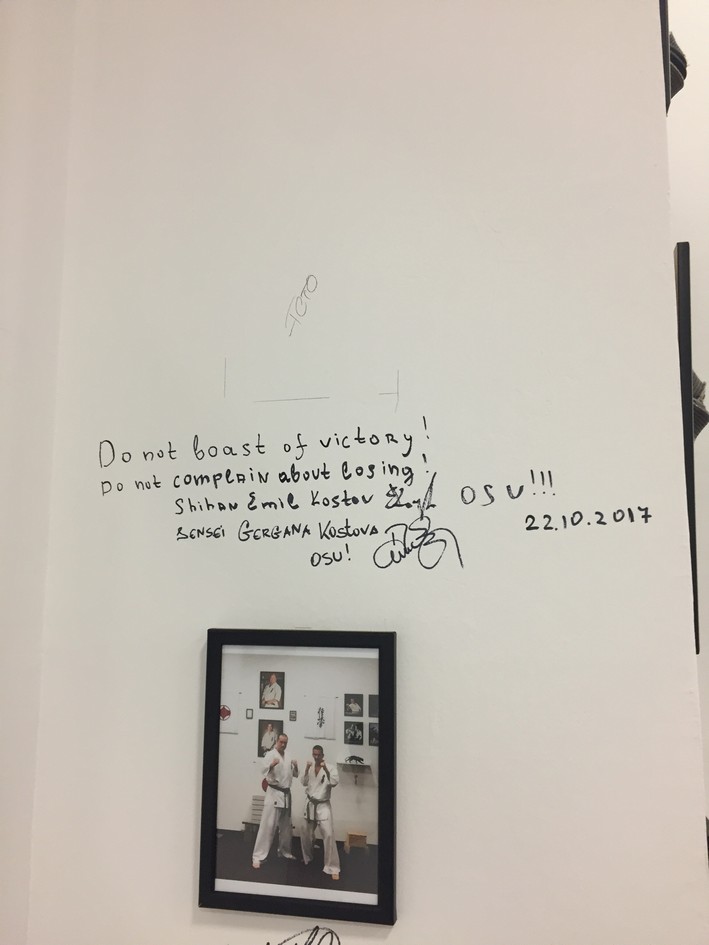 Do not boast of victory!
Do not complain about losing!
Shihan Emil Kostov
OSU!!!
SENSEI GERGANA KOSTOVA
22.10.2017
OSU!